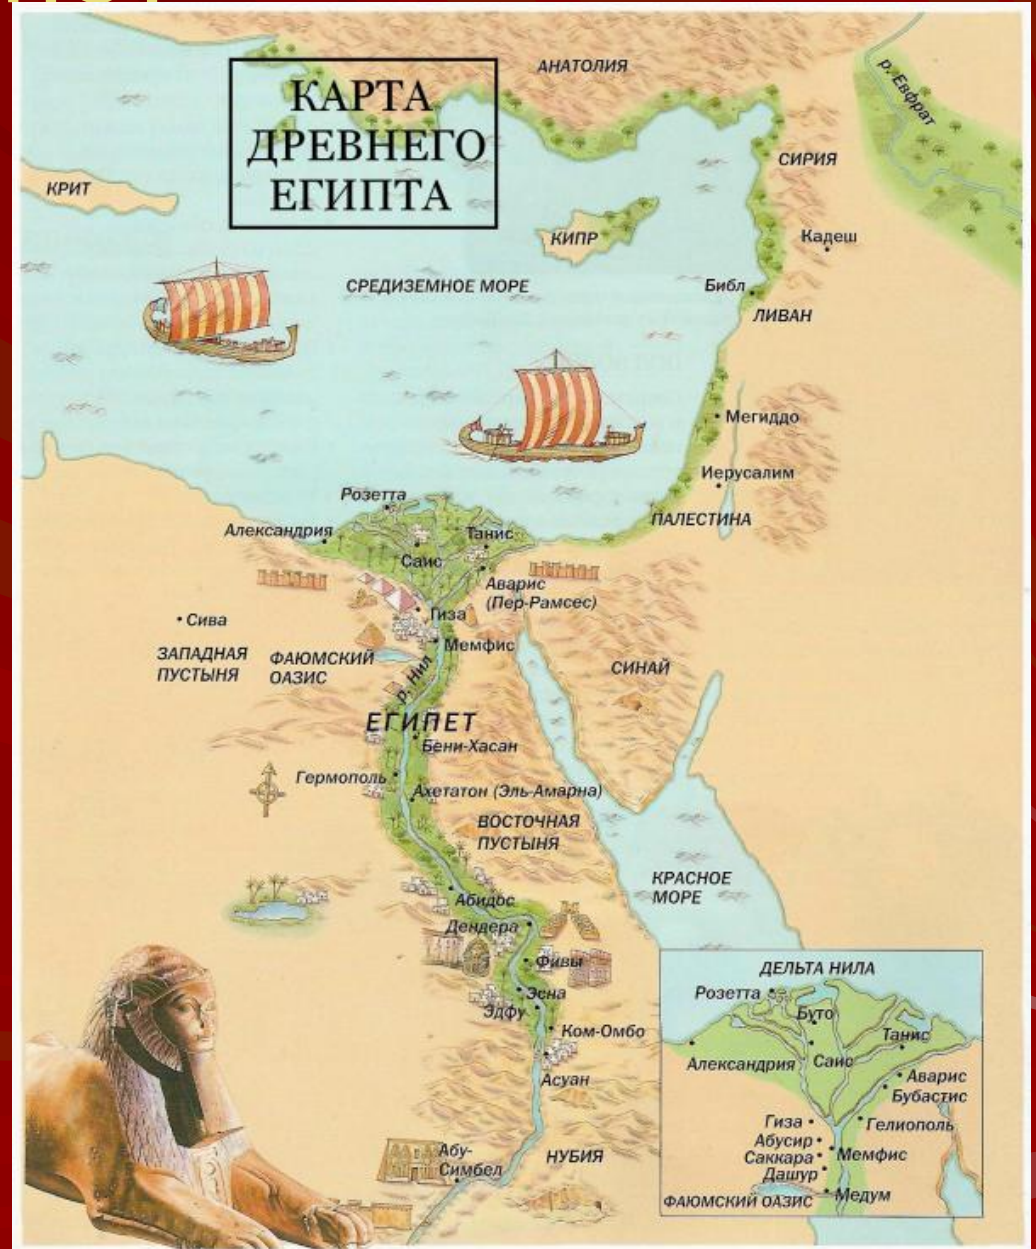 КАРТА
ДРЕВНЕГО
ЕГИПТА
АНАТОЛИЯ
р. Евфрат
СИРИЯ
КРИТ
КИПР
Кадеш
СРЕДИЗЕМНОЕ МОРЕ
Библ
ЛИВАН
Мегиддо
Иерусалим
ПАЛЕСТИНА
Розетта
Александрия
Танис
Саис
Аварис
(Пер-Рамсес)
Гиза
Сива
Мемфис
ЗАПАДНАЯ
ПУСТЫНЯ
ФАЮМСКИЙ
ОАЗИС
р. Нил
СИНАЙ
ЕГИПЕТ
Бени-Хасан
Гермополь
Ахетатон (Эль-Амарна)
ВОСТОЧНАЯ
ПУСТЫНЯ
КРАСНОЕ
МОРЕ
Абидос
Дендера
Фивы
Эсна
Эдфу
Ком-Омбо
Асуан
Абу-
Симбел
НУБИЯ
ДЕЛЬТА НИЛА
Розетта
Буто
Танис
Александрия
Саис
Аварис
Бубастис
Гиза
Гелиополь
Абусир
Саккара
Мемфис
Дашур
Медум
ФАЮМСКИЙ ОАЗИС